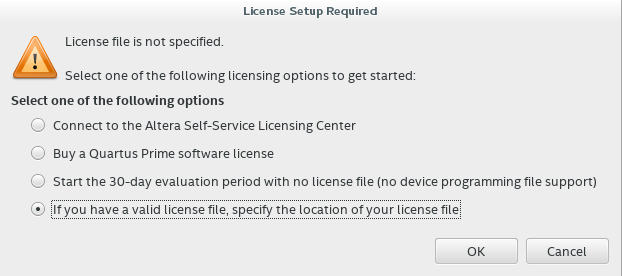 License Setup Required
License file is not specified.
Select one of the following licensing options to get started:
Select one of the following options
Connect to the Altera Self-Service Licensing Center
Buy a Quartus Prime software license
Start the 30-day evaluation period with no license file (no device programming file support)
If you have a valid license file, specify the location of your license file
OK Cancel